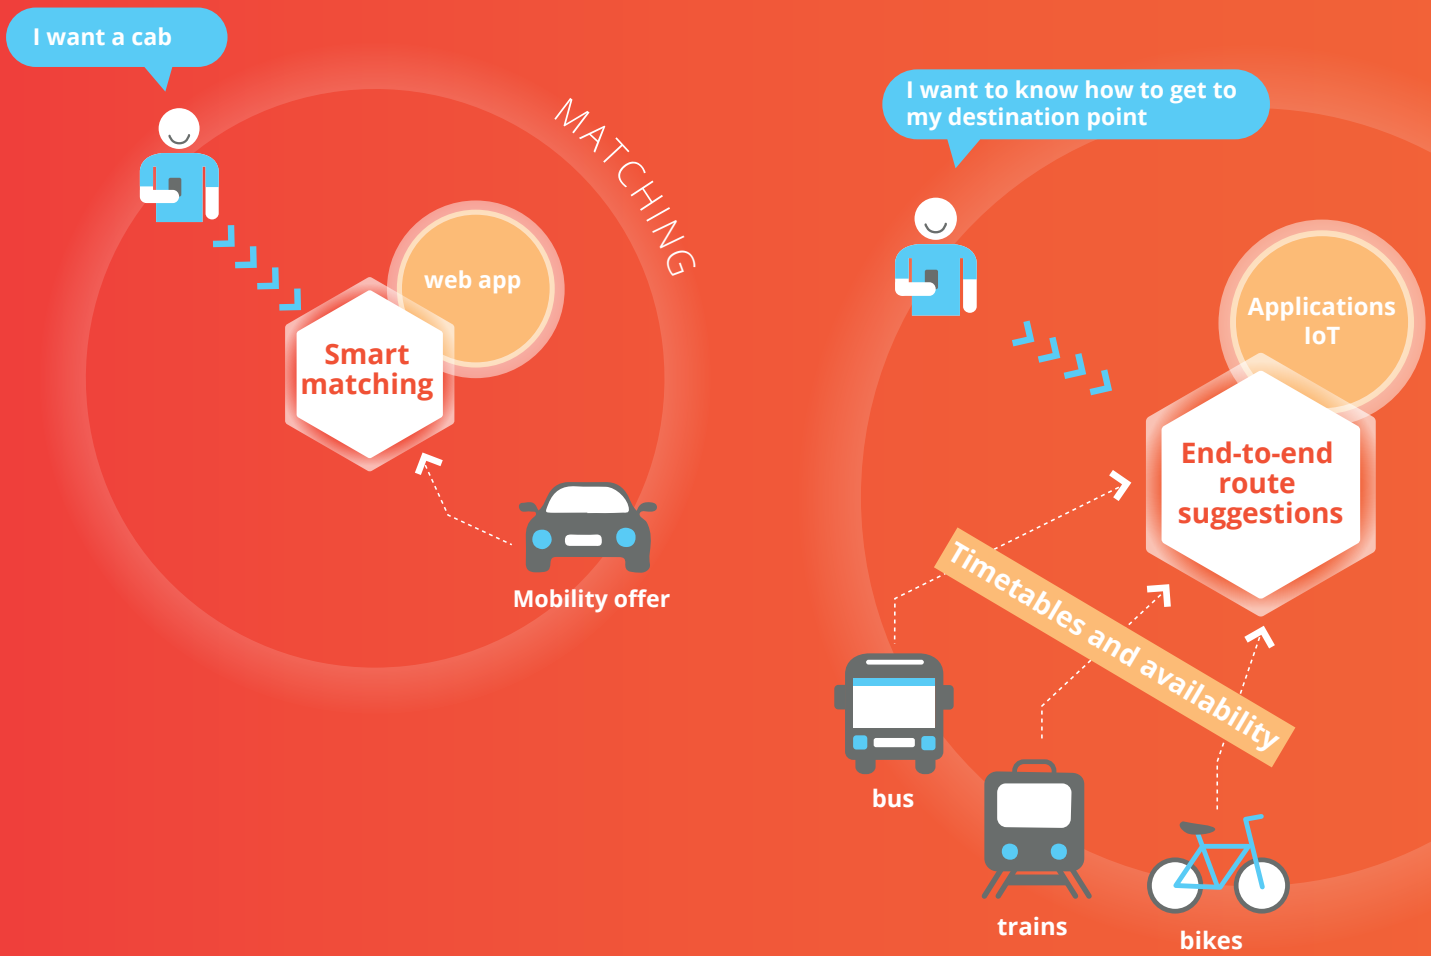 I want a cab
MATCHING
web app
Smart
matching
Mobility offer
I want to know how to get to
my destination point
Applications
IoT
End-to-end
route
suggestions
Timetables and availability
bus
trains
bikes